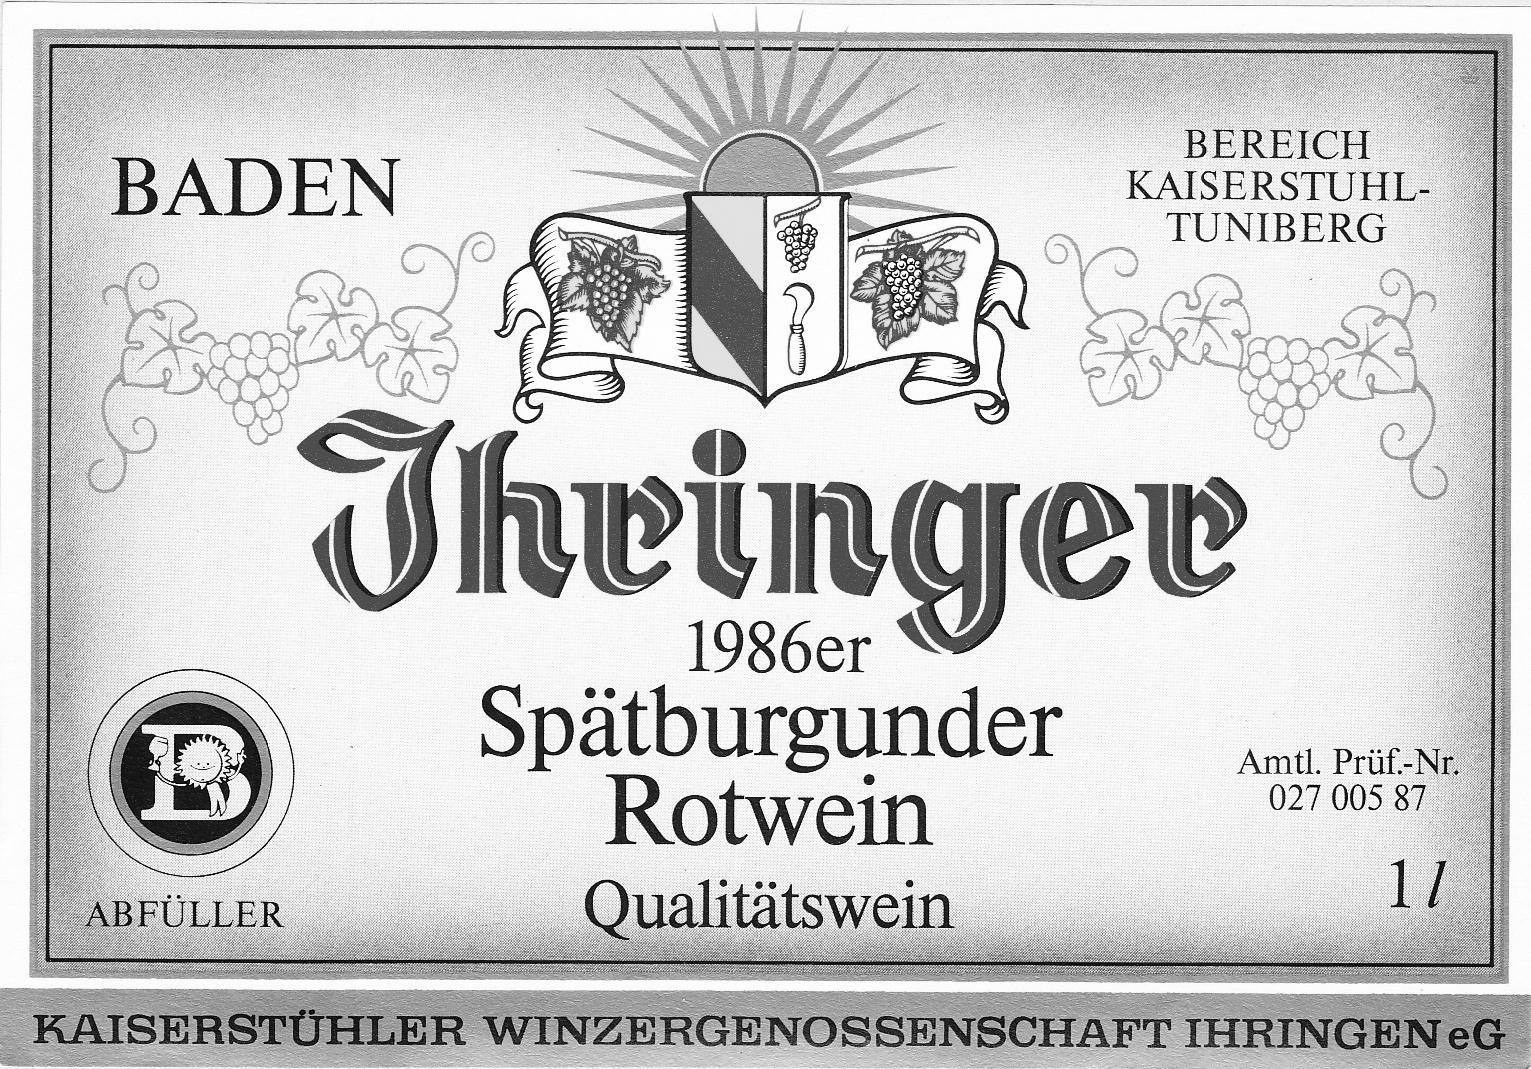 BADEN
BEREICH
KAISERSTUHL-
TUNIBERG
Ihringer
1986er
Spätburgunder
Rotwein
Qualitätswein
B
ABFÜLLER
Amtl. Prüf.-Nr.
027 005 87
1 l
KAISERSTÜHLER WINZERGENOSSENSCHAFT IHRINGEN eG